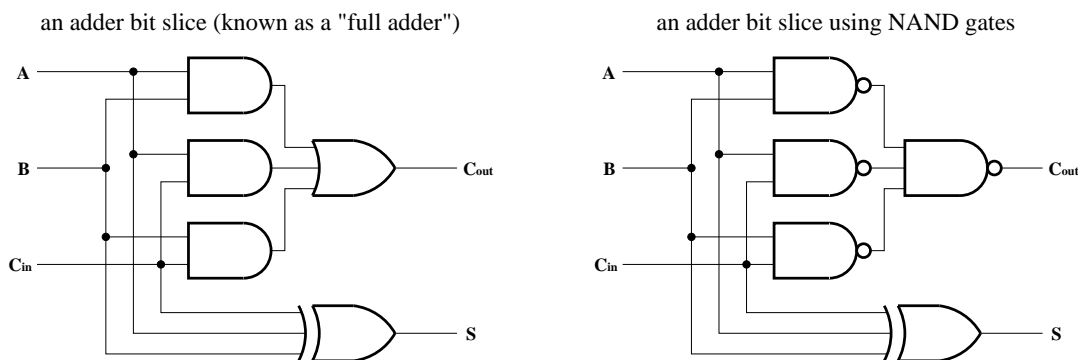 an adder bit slice (known as a "full adder”)
A
B
Cin
Cout
S
an adder bit slice using NAND gates
A
B
Cin
Cout
S